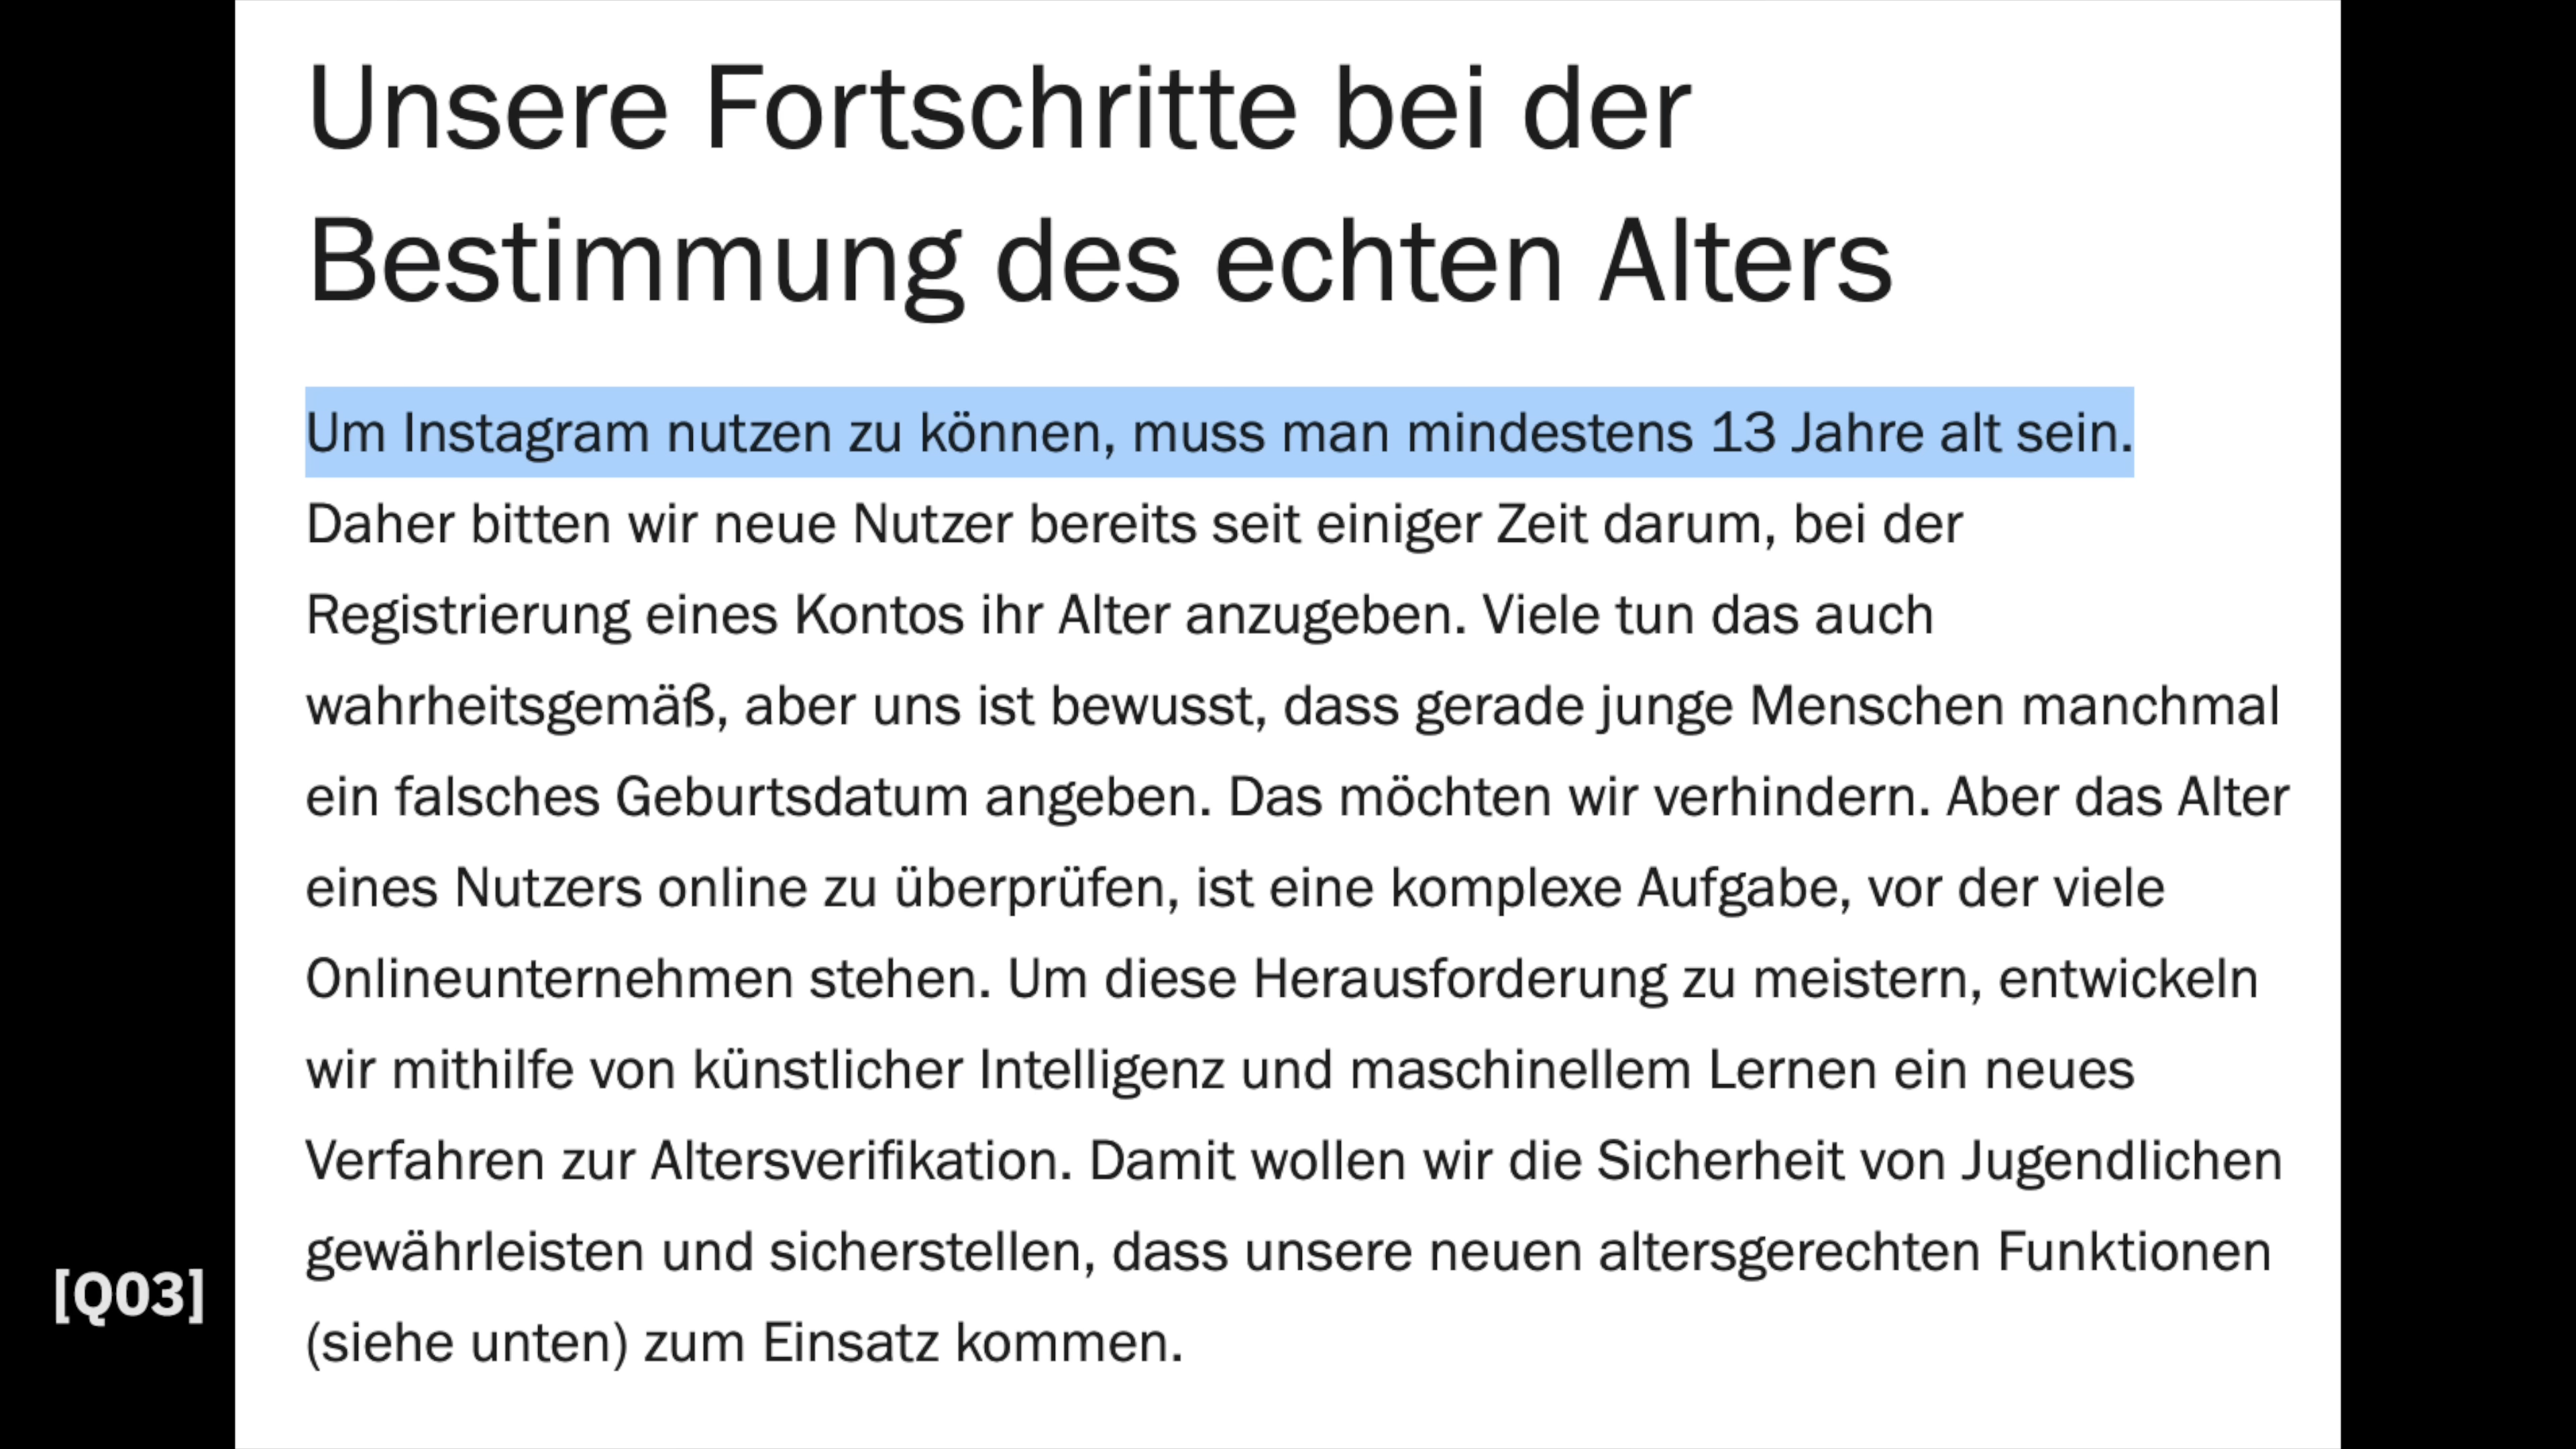 Unsere Fortschritte bei der
Bestimmung des echten Alters
Um Instagram nutzen zu können, muss man mindestens 13 Jahre alt sein.
Daher bitten wir neue Nutzer bereits seit einiger Zeit darum, bei der
Registrierung eines Kontos ihr Alter anzugeben. Viele tun das auch
wahrheitsgemäß, aber uns ist bewusst, dass gerade junge Menschen manchmal
ein falsches Geburtsdatum angeben. Das möchten wir verhindern. Aber das Alter
eines Nutzers online zu überprüfen, ist eine komplexe Aufgabe, vor der viele
Onlineunternehmen stehen. Um diese Herausforderung zu meistern, entwickeln
wir mithilfe von künstlicher Intelligenz und maschinellem Lernen ein neues
Verfahren zur Altersverifikation. Damit wollen wir die Sicherheit von Jugendlichen
gewährleisten und sicherstellen, dass unsere neuen altersgerechten Funktionen
(siehe unten) zum Einsatz kommen.
[Q03]